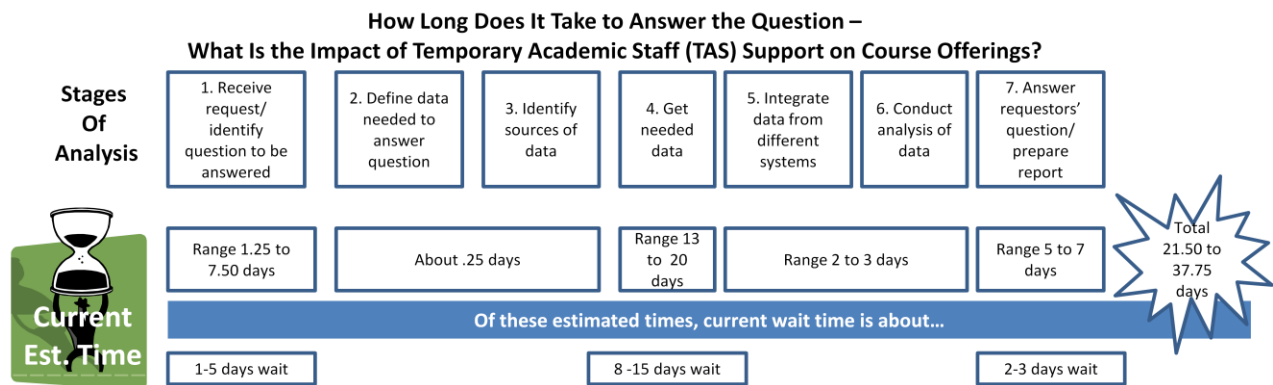 How Long Does It Take to Answer the Question –
What Is the Impact of Temporary Academic Staff (TAS) Support on Course Offerings?
Stages
Of
Analysis
1. Receive
request/
identify
question to be
answered
2. Define data
needed to
answer
question
3. Identify
sources of
data
4. Get
needed
data
5. Integrate
data from
different
systems
6. Conduct
analysis of
data
7. Answer
requestors'
question/
prepare
report
Current
Est. Time
Range 1.25 to
7.50 days
About .25 days
Range 13
to 20
days
Range 2 to 3 days
Range 5 to 7
days
Total
21.50 to
37.75
days
Of these estimated times, current wait time is about...
1-5 days wait
8 -15 days wait
2-3 days wait